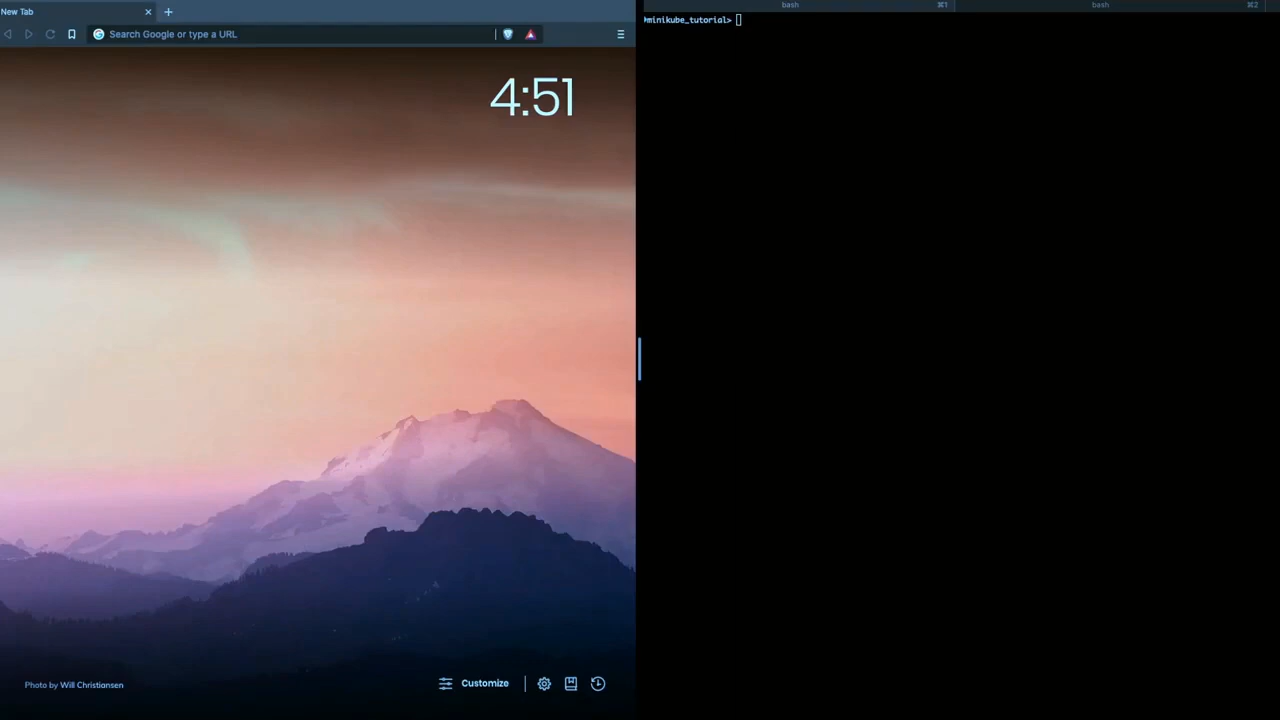 New Tab
Search Google or type a URL
4:51
Photo by Will Christiansen
Customize
bash ⌘1
bash ⌘2
minikube_tutorial>